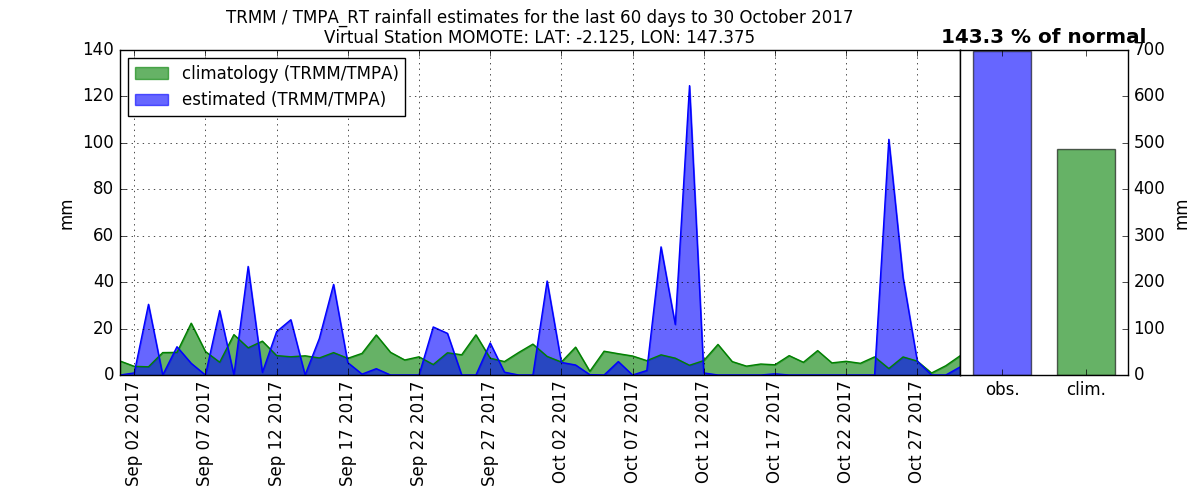 TRMM / TMPA_RT rainfall estimates for the last 60 days to 30 October 2017
Virtual Station MOMOTE: LAT: -2.125, LON: 147.375
143.3 % of normal
climatology (TRMM/TMPA)
estimated (TRMM/TMPA)
140
120
100
80
60
40
20
0
mm
700
600
500
400
300
200
100
0
mm
Sep 02 2017
Sep 07 2017
Sep 12 2017
Sep 17 2017
Sep 22 2017
Sep 27 2017
Oct 02 2017
Oct 07 2017
Oct 12 2017
Oct 17 2017
Oct 22 2017
Oct 27 2017
obs.
clim.